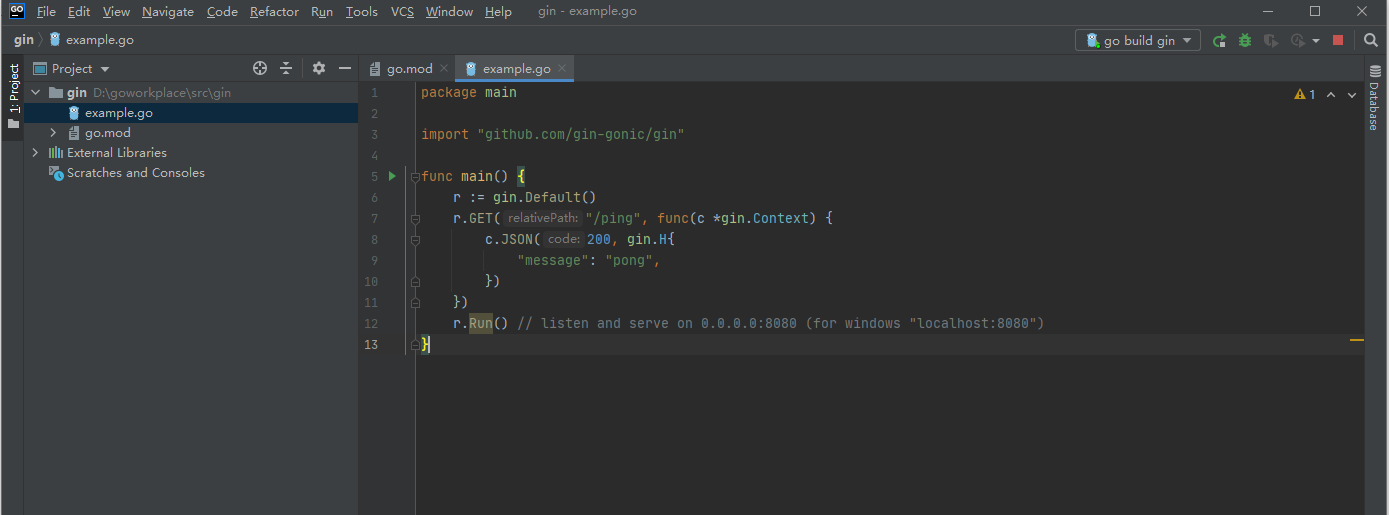 GO File Edit View Navigate Code Refactor Run Tools VCS Window Help gin - example.go
gin example.go go build gin
1: Project
Project
go.mod example.go
gin D:\goworkplace\src\gin
example.go
go.mod
External Libraries
Scratches and Consoles
1 package main
2
3 import "github.com/gin-gonic/gin"
4
5 func main() {
6 r := gin.Default()
7 r.GET( relativePath: "/ping", func(c *gin.Context) {
8 c.JSON( code: 200, gin.H{
9 "message": "pong",
10 })
11 })
12 r.Run() // listen and serve on 0.0.0.0:8080 (for windows "localhost:8080")
13 }
1
Database